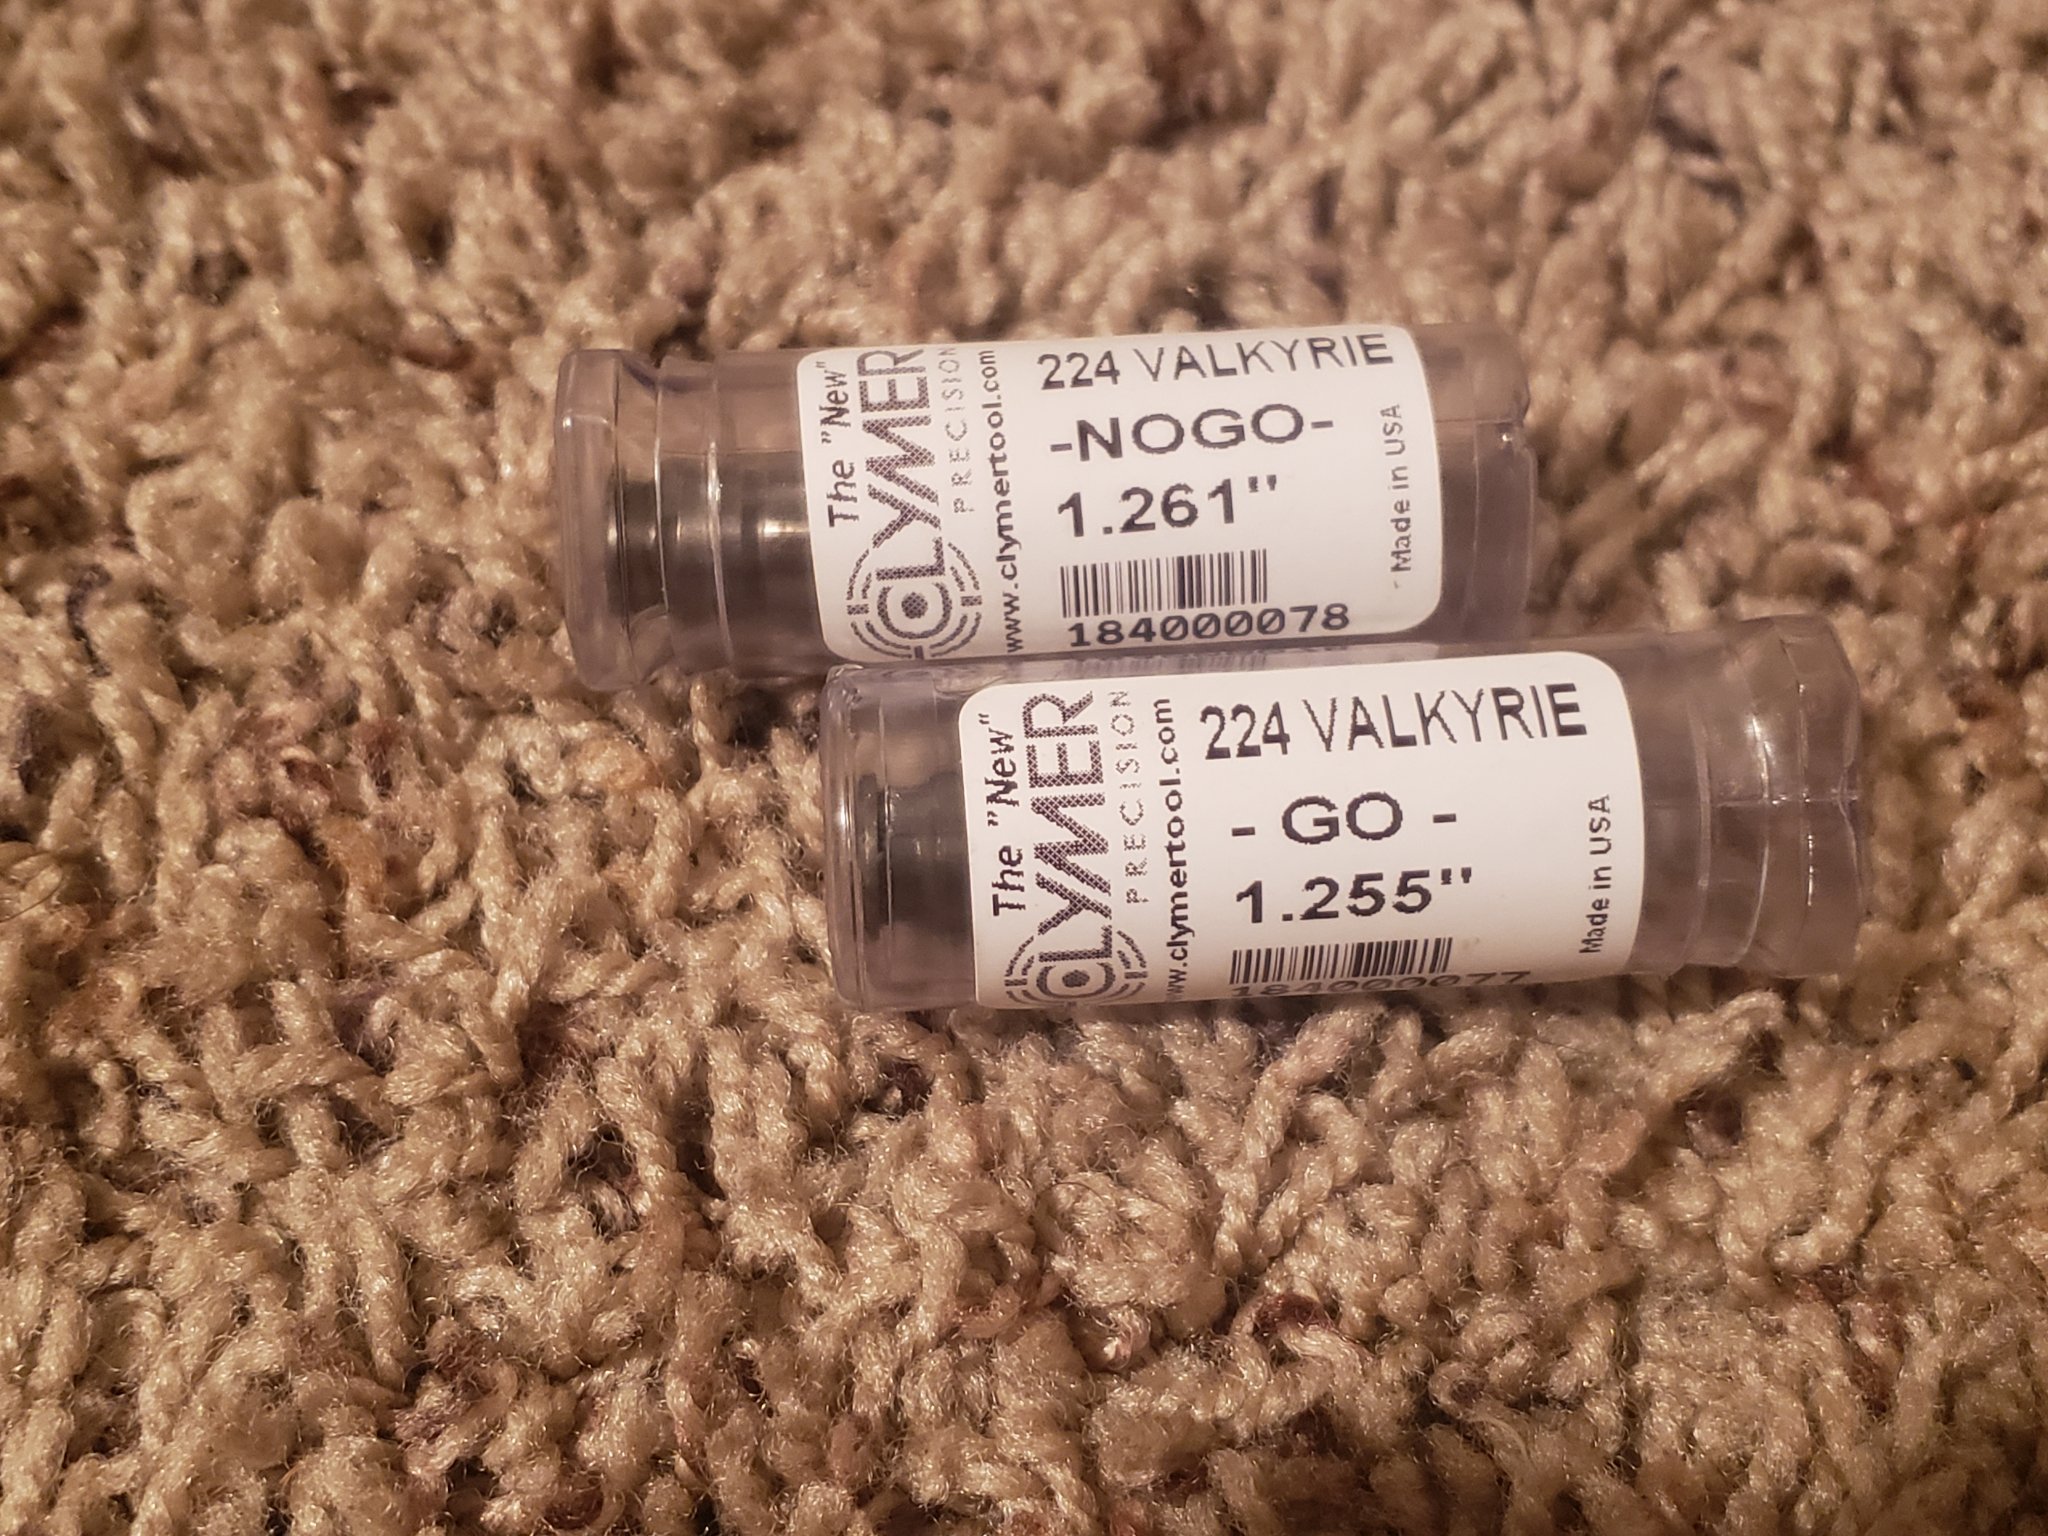 The "New"
CLYMER
PRECISION
www.clymertool.com
224 VALKYRIE
-NOGO-
1.261"
184000078
Made in USA
The "New"
CLYMER
PRECISION
www.clymertool.com
224 VALKYRIE
- GO -
1.255"
184000077
Made in USA